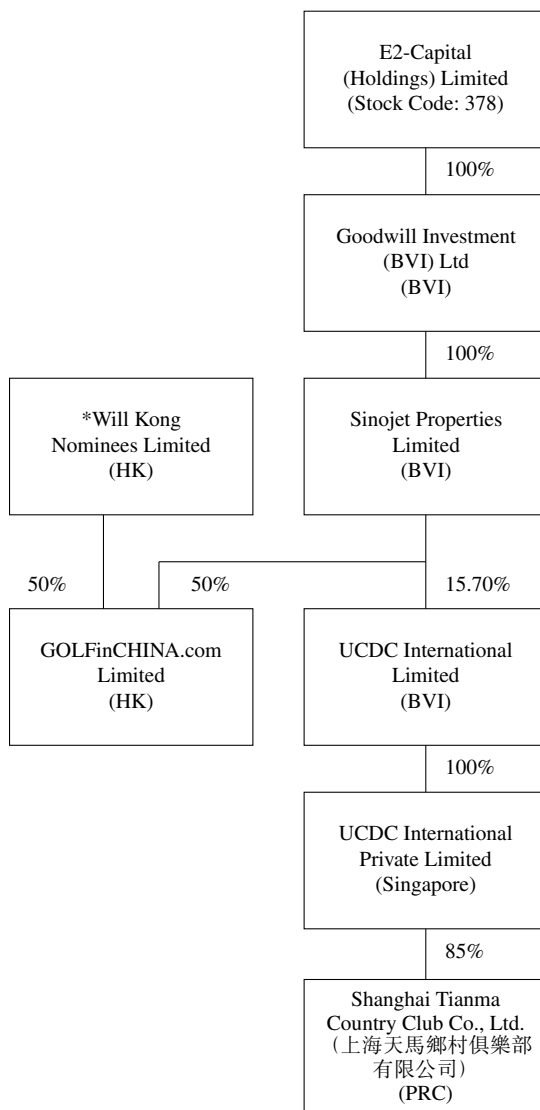 E2-Capital
(Holdings) Limited
(Stock Code: 378)
100%
Goodwill Investment
(BVI) Ltd
(BVI)
100%
*Will Kong
Nominees Limited
(HK)
Sinojet Properties
Limited
(BVI)
50%
50%
15.70%
GOLFinCHINA.com
Limited
(HK)
UCDC International
Limited
(BVI)
100%
UCDC International
Private Limited
(Singapore)
85%
Shanghai Tianma
Country Club Co., Ltd.
（上海天馬鄉村俱樂部
有限公司）
(PRC)